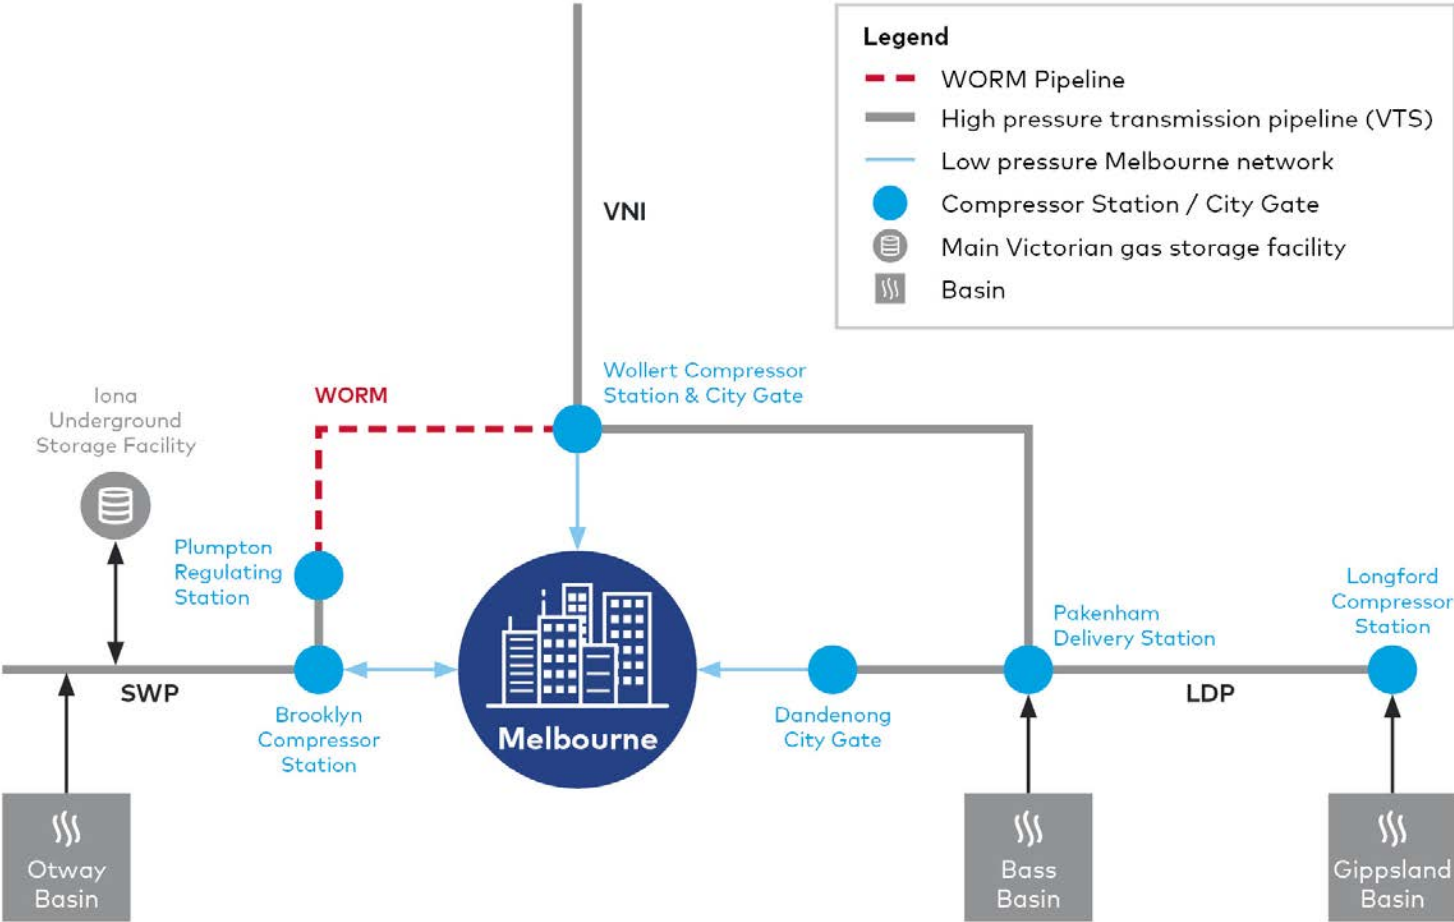 Legend
WORM Pipeline
High pressure transmission pipeline (VTS)
Low pressure Melbourne network
Compressor Station / City Gate
Main Victorian gas storage facility
Basin
VNI
Wollert Compressor
Station & City Gate
WORM
Iona
Underground
Storage Facility
Plumpton
Regulating
Station
SWP
Brooklyn
Compressor
Station
Melbourne
Dandenong
City Gate
Pakenham
Delivery Station
LDP
Longford
Compressor
Station
Otway
Basin
Bass
Basin
Gippsland
Basin